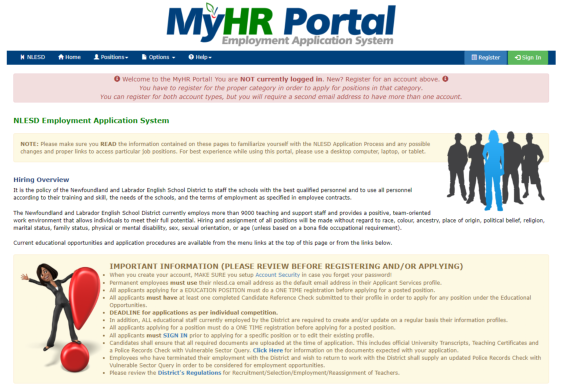 MyHR Portal
Employment Application System
NLESD Home Positions Options Help Register Sign In
Welcome to the MyHR Portal! You are NOT currently logged in. New? Register for an account above.
You have to register for the proper category in order to apply for positions in that category.
You can register for both account types, but you will require a second email address to have more than one account.
NLESD Employment Application System
NOTE: Please make sure you READ the information contained on these pages to familiarize yourself with the NLESD Application Process and any possible
changes and proper links to access particular job positions. For best experience while using this portal, please use a desktop computer, laptop, or tablet.
Hiring Overview
It is the policy of the Newfoundland and Labrador English School District to staff the schools with the best qualified personnel and to use all personnel
according to their training and skill, the needs of the schools, and the terms of employment as specified in employee contracts.
The Newfoundland and Labrador English School District currently employs more than 9000 teaching and support staff and provides a positive, team-oriented
work environment that allows individuals to meet their full potential. Hiring and assignment of all positions will be made without regard to race, colour, ancestry, place of origin, political belief, religion,
marital status, family status, physical or mental disability, sex, sexual orientation, or age (unless based on a bona fide occupational requirement).
Current educational opportunities and application procedures are available from the menu links at the top of this page or from the links below.
IMPORTANT INFORMATION (PLEASE REVIEW BEFORE REGISTERING AND/OR APPLYING)
• When you create your account, MAKE SURE you setup Account Security in case you forget your password!
• Permanent employees must use their nlesd.ca email address as the default email address in their Applicant Services profile.
• All applicants applying for a EDUCATION POSITION must do a ONE TIME registration before applying for a posted position.
• All applicants must have at least one completed Candidate Reference Check submitted to their profile in order to apply for any position under the Educational
Opportunities.
• DEADLINE for applications as per individual competition.
• In addition, ALL educational staff currently employed by the District are required to create and/or update on a regular basis their information profiles.
• All applicants applying for a position must do a ONE TIME registration before applying for a posted position.
• All applicants must SIGN IN prior to applying for a specific position or to edit their existing profile.
• Candidates shall ensure that all required documents are uploaded at the time of application. This includes official University Transcripts, Teaching Certificates and
a Police Records Check with Vulnerable Sector Query. Click Here for information on the documents expected with your application.
• Employees who have terminated their employment with the District and wish to return to work with the District shall supply an updated Police Records Check with
Vulnerable Sector Query in order to be considered for employment opportunities.
• Please review the District's Regulations for Recruitment/Selection/Employment/Reassignment of Teachers.